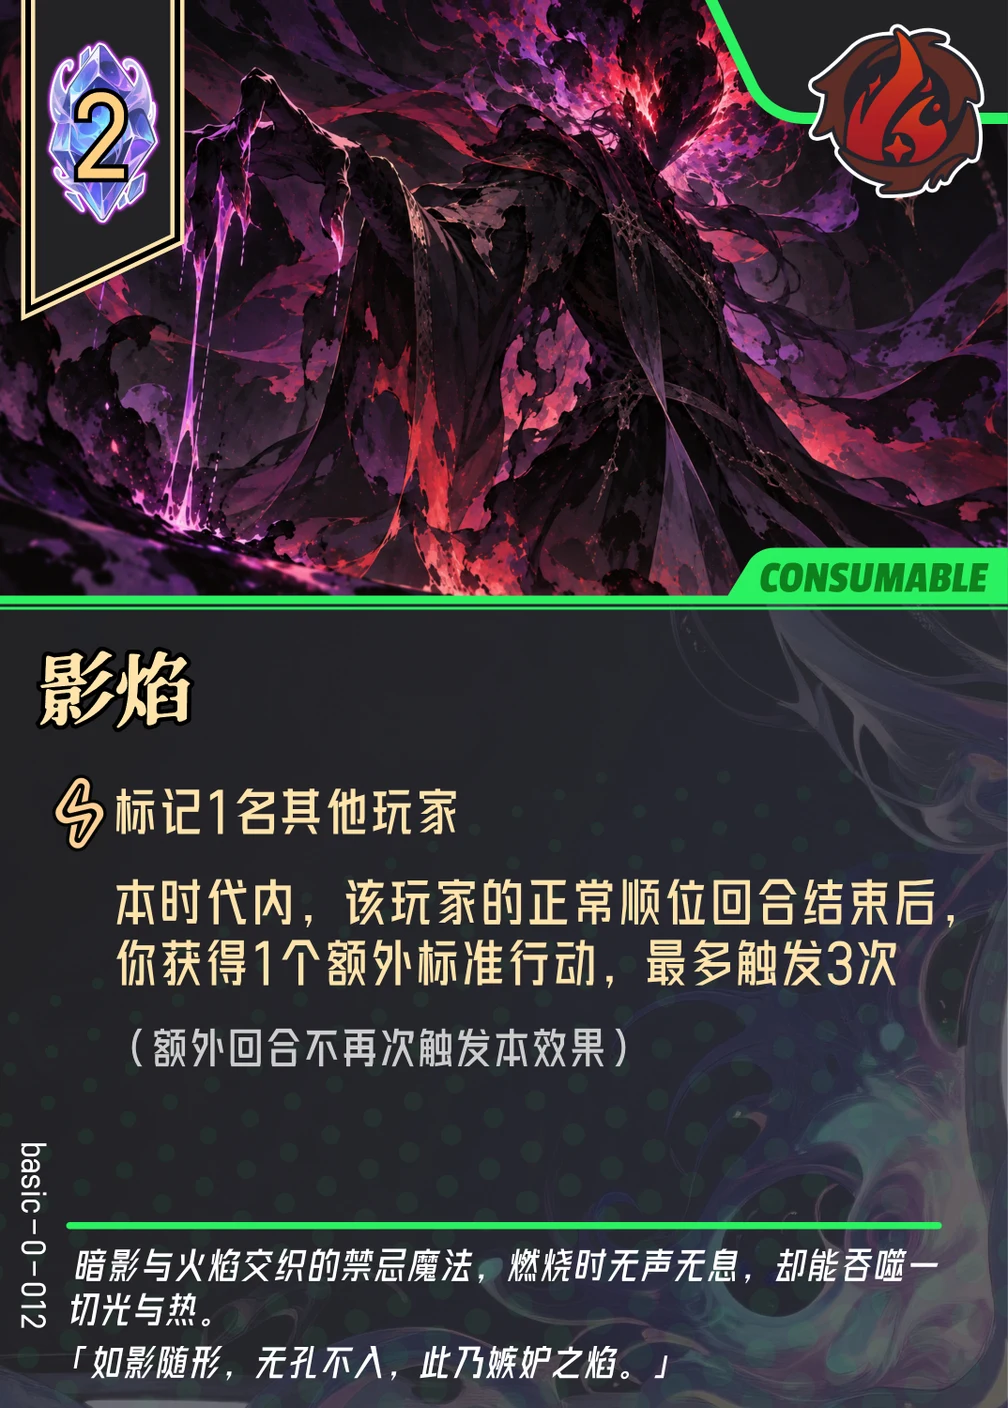 2
CONSUMABLE
影焰
标记1名其他玩家
本时代内，该玩家的正常顺位回合结束后，
你获得1个额外标准行动，最多触发3次
（额外回合不再次触发本效果）
basic-0-012
暗影与火焰交织的禁忌魔法，燃烧时无声无息，却能吞噬一
切光与热。
「如影随形，无孔不入，此乃嫉妒之焰。」